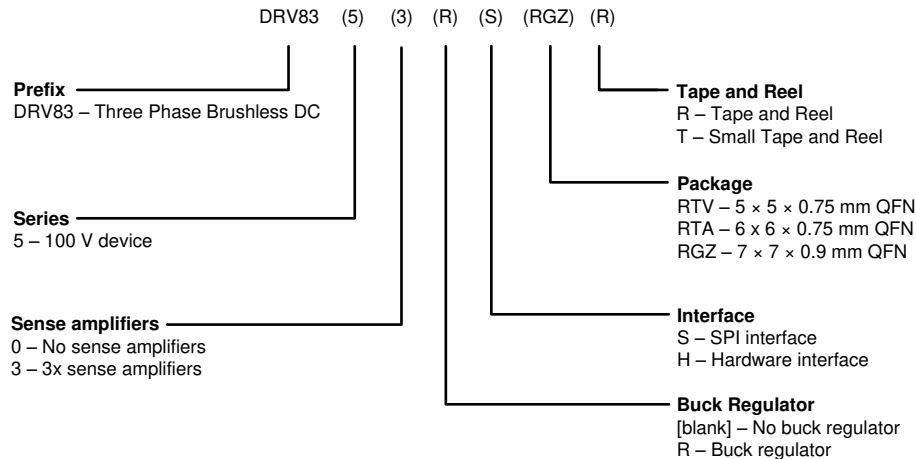 DRV83 (5) (3) (R) (S) (RGZ) (R)
Prefix
DRV83 – Three Phase Brushless DC
Series
5 – 100 V device
Sense amplifiers
0 – No sense amplifiers
3 – 3x sense amplifiers
Tape and Reel
R – Tape and Reel
T – Small Tape and Reel
Package
RTV – 5 × 5 × 0.75 mm QFN
RTA – 6 x 6 × 0.75 mm QFN
RGZ – 7 × 7 × 0.9 mm QFN
Interface
S – SPI interface
H – Hardware interface
Buck Regulator
[blank] – No buck regulator
R – Buck regulator